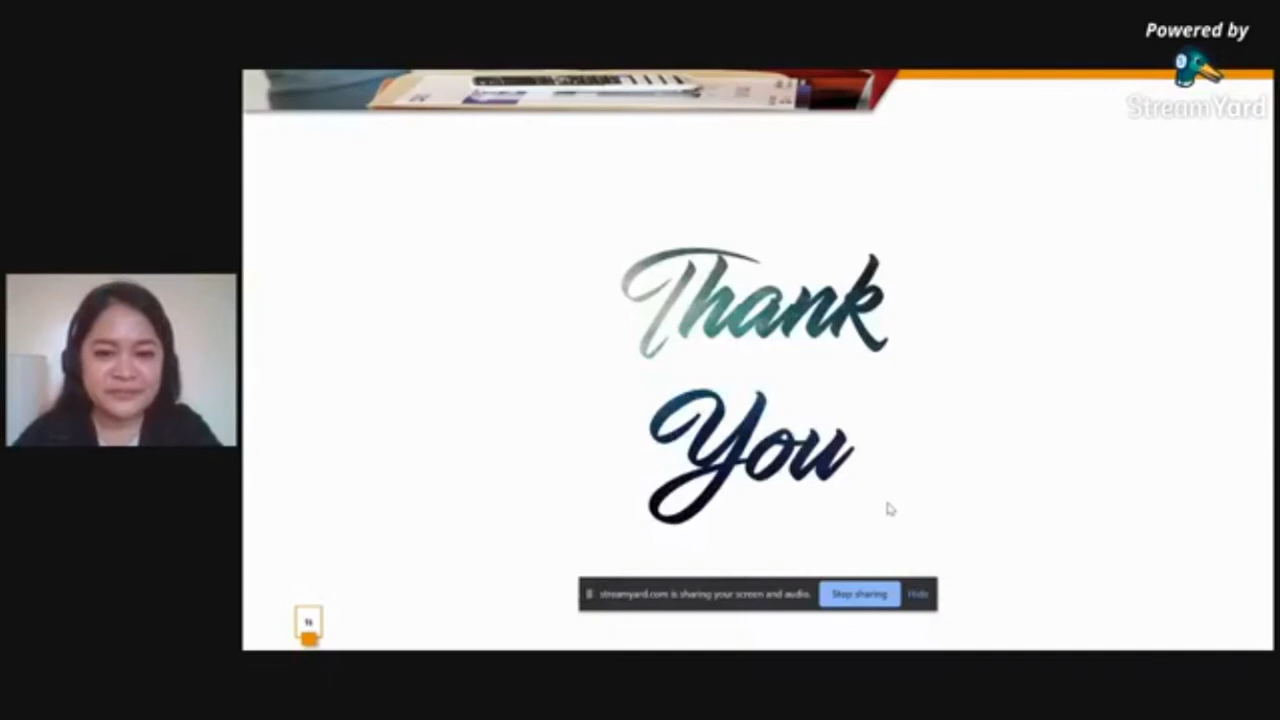 Powered by
StreamYard
Thank
You
streamyard.com is sharing your screen and audio.
Stop sharing
Hide